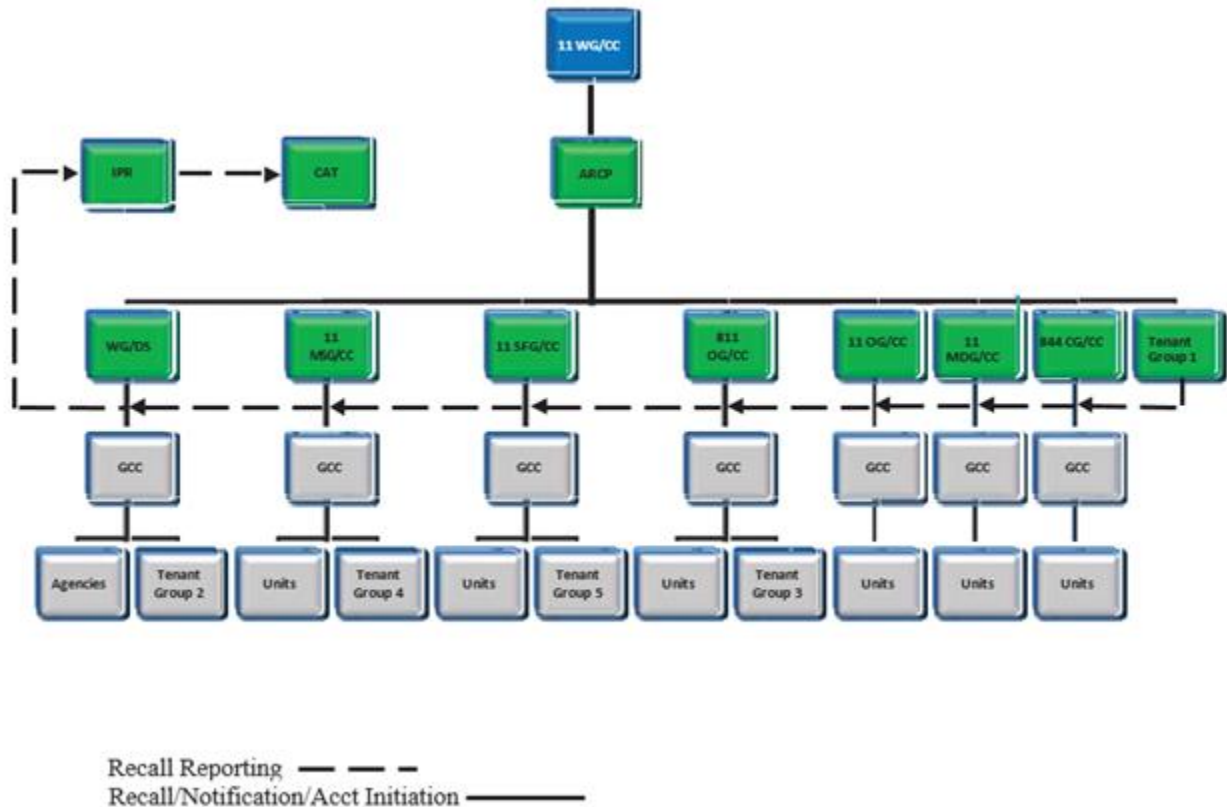 11 WG/CC
IPR
CAT
ARCP
WG/DS
11
MSG/CC
11 SFG/CC
811
OG/CC
11 OG/CC
11
MDG/CC
844 CG/CC
Tenant
Group 1
GCC
GCC
GCC
GCC
GCC
GCC
GCC
Agencies
Tenant
Group 2
Units
Tenant
Group 4
Units
Tenant
Group 5
Units
Tenant
Group 3
Units
Units
Units
Recall Reporting
Recall/Notification/Acct Initiation